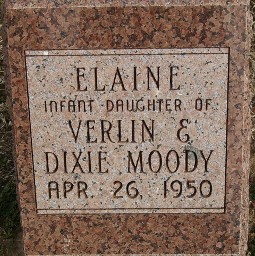 ELAINE
INFANT DAUGHTER OF
VERLIN &
DIXIE MOODY
APR. 26, 1950